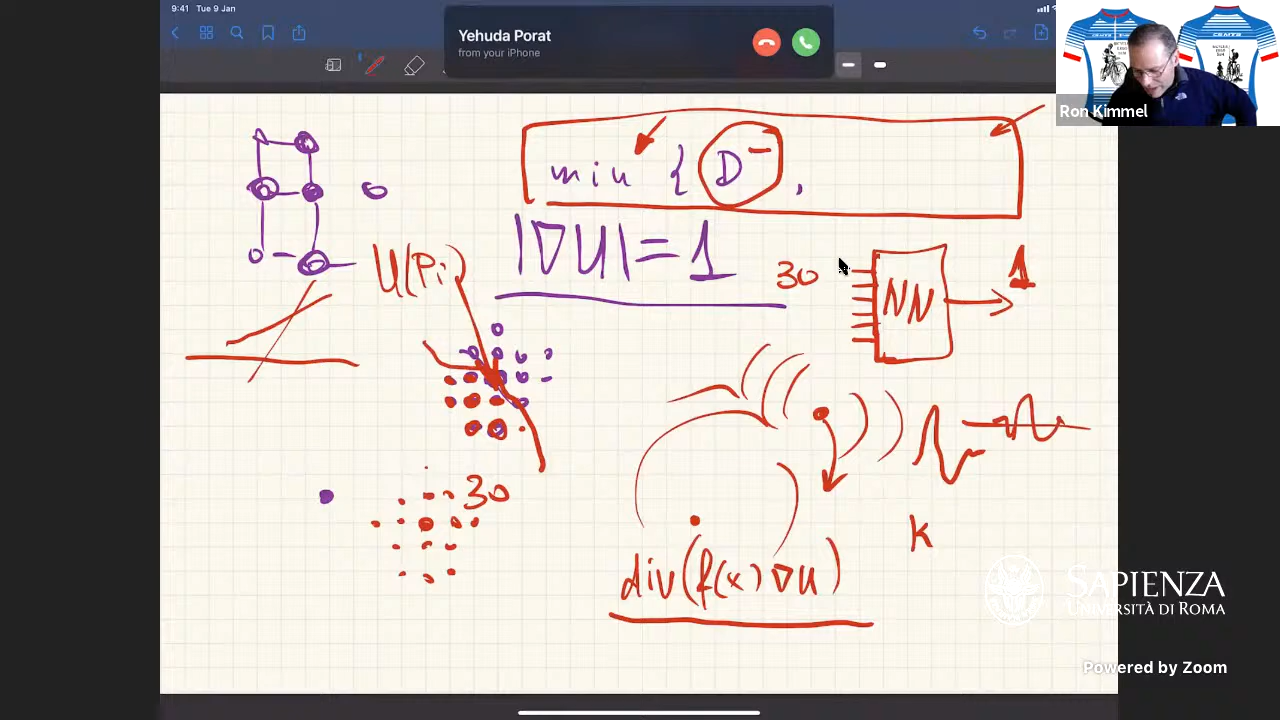 9:41 Tue 9 Jan
Yehuda Porat
from your iPhone
Ron Kimmel
min { D⁻ ,
|∇U|=1
U(Pi)
30
NN
1
30
div(f(x)∇u)
K
SAPIENZA
UNIVERSITÀ DI ROMA
Powered by Zoom